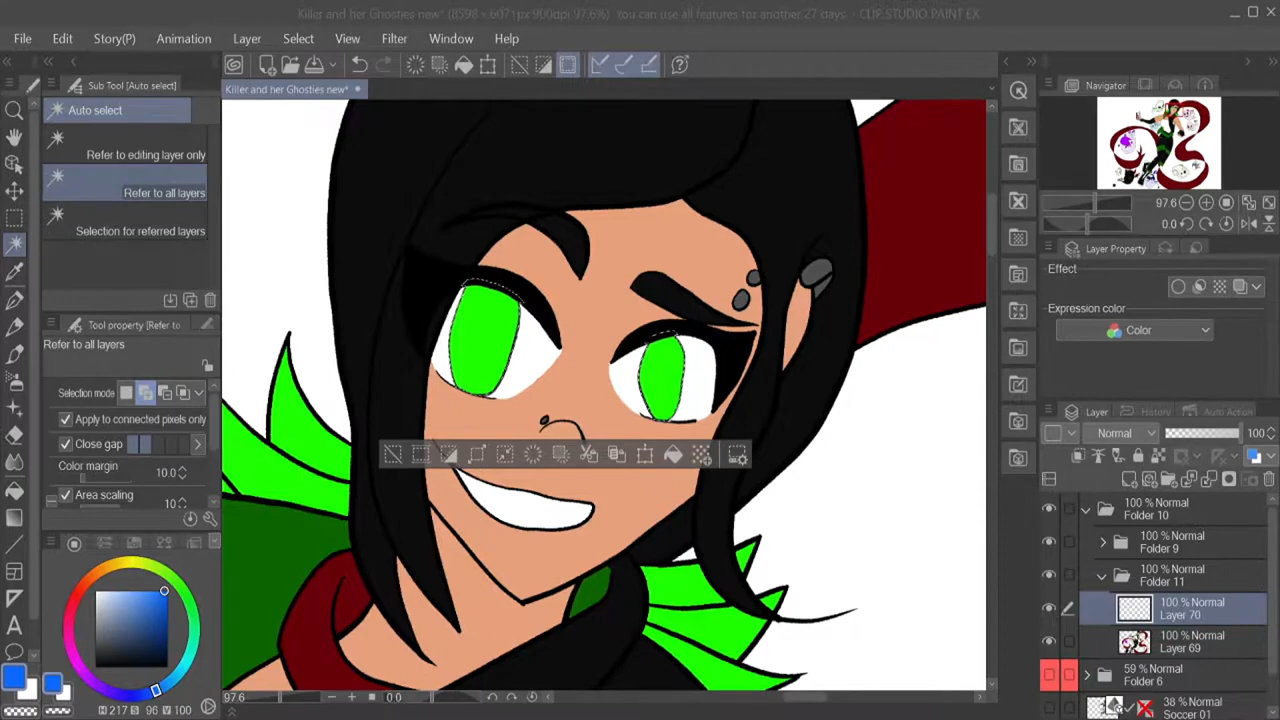 Killer and her Ghosties new* (8598 x 6071px 900dpi 97.6%)  You can use all features for another 27 days - CLIP STUDIO PAINT EX
File Edit Story(P) Animation Layer Select View Filter Window Help
Sub Tool [Auto select]
Killer and her Ghosties new*
Navigator
Auto select
Refer to editing layer only
Refer to all layers
Selection for referred layers
97.6
0.0
Layer Property
Effect
Expression color
Color
Tool property [Refer to
Refer to all layers
Selection mode
Apply to connected pixels only
Close gap
Color margin
10.0
Area scaling
10
Layer
History
Auto Action
Normal
100
100 % Normal
Folder 10
100 % Normal
Folder 9
100 % Normal
Folder 11
100 % Normal
Layer 70
100 % Normal
Layer 69
59 % Normal
Folder 6
38 % Normal
Soccer 01
A
97.6
0.0
H 217 S 96 V 100